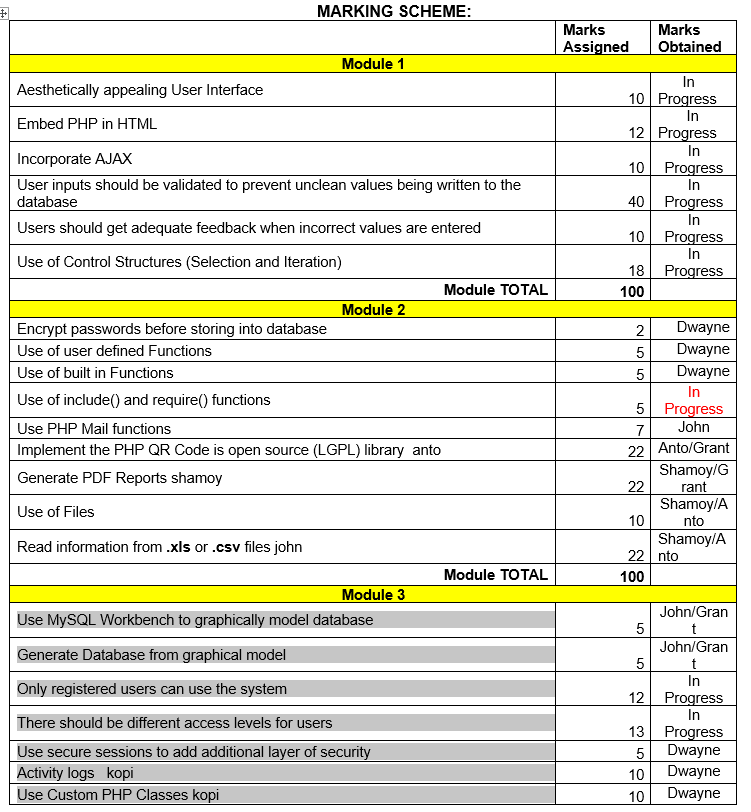 MARKING SCHEME:
Marks Assigned
Marks Obtained
Module 1
Aesthetically appealing User Interface 10 In Progress
Embed PHP in HTML 12 In Progress
Incorporate AJAX 10 In Progress
User inputs should be validated to prevent unclean values being written to the database 40 In Progress
Users should get adequate feedback when incorrect values are entered 10 In Progress
Use of Control Structures (Selection and Iteration) 18 In Progress
Module TOTAL 100
Module 2
Encrypt passwords before storing into database 2 Dwayne
Use of user defined Functions 5 Dwayne
Use of built in Functions 5 Dwayne
Use of include() and require() functions 5 In Progress
Use PHP Mail functions 7 John
Implement the PHP QR Code is open source (LGPL) library anto 22 Anto/Grant
Generate PDF Reports shamoy 22 Shamoy/Grant
Use of Files 10 Shamoy/Anto
Read information from .xls or .csv files john 22 Shamoy/Anto
Module TOTAL 100
Module 3
Use MySQL Workbench to graphically model database 5 John/Grant
Generate Database from graphical model 5 John/Grant
Only registered users can use the system 12 In Progress
There should be different access levels for users 13 In Progress
Use secure sessions to add additional layer of security 5 Dwayne
Activity logs kopi 10 Dwayne
Use Custom PHP Classes kopi 10 Dwayne